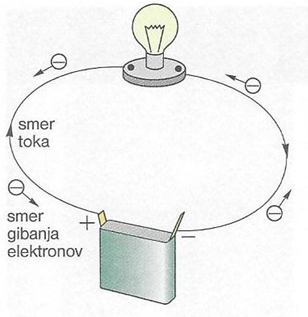 smer
toka
smer
gibanja
elektronov
+
−